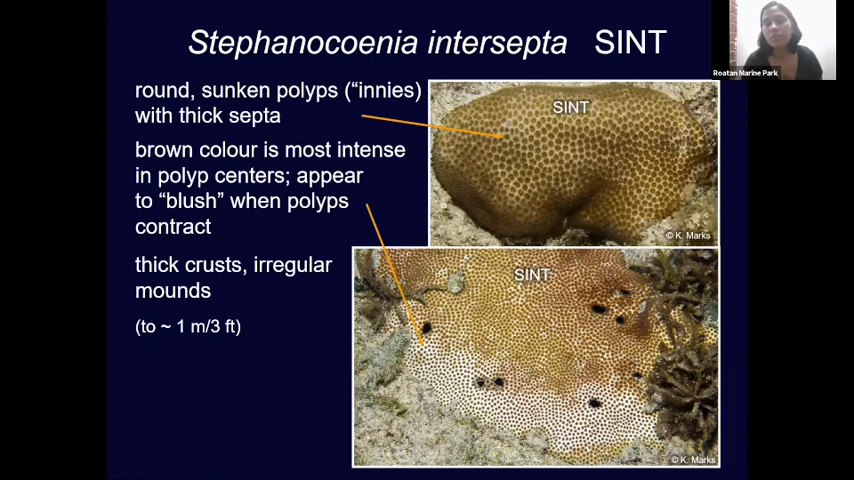 Stephanocoenia intersepta SINT
Roatan Marine Park
round, sunken polyps (“innies)
with thick septa
brown colour is most intense
in polyp centers; appear
to “blush” when polyps
contract
thick crusts, irregular
mounds
(to ~ 1 m/3 ft)
SINT
© K. Marks
SINT
© K. Marks